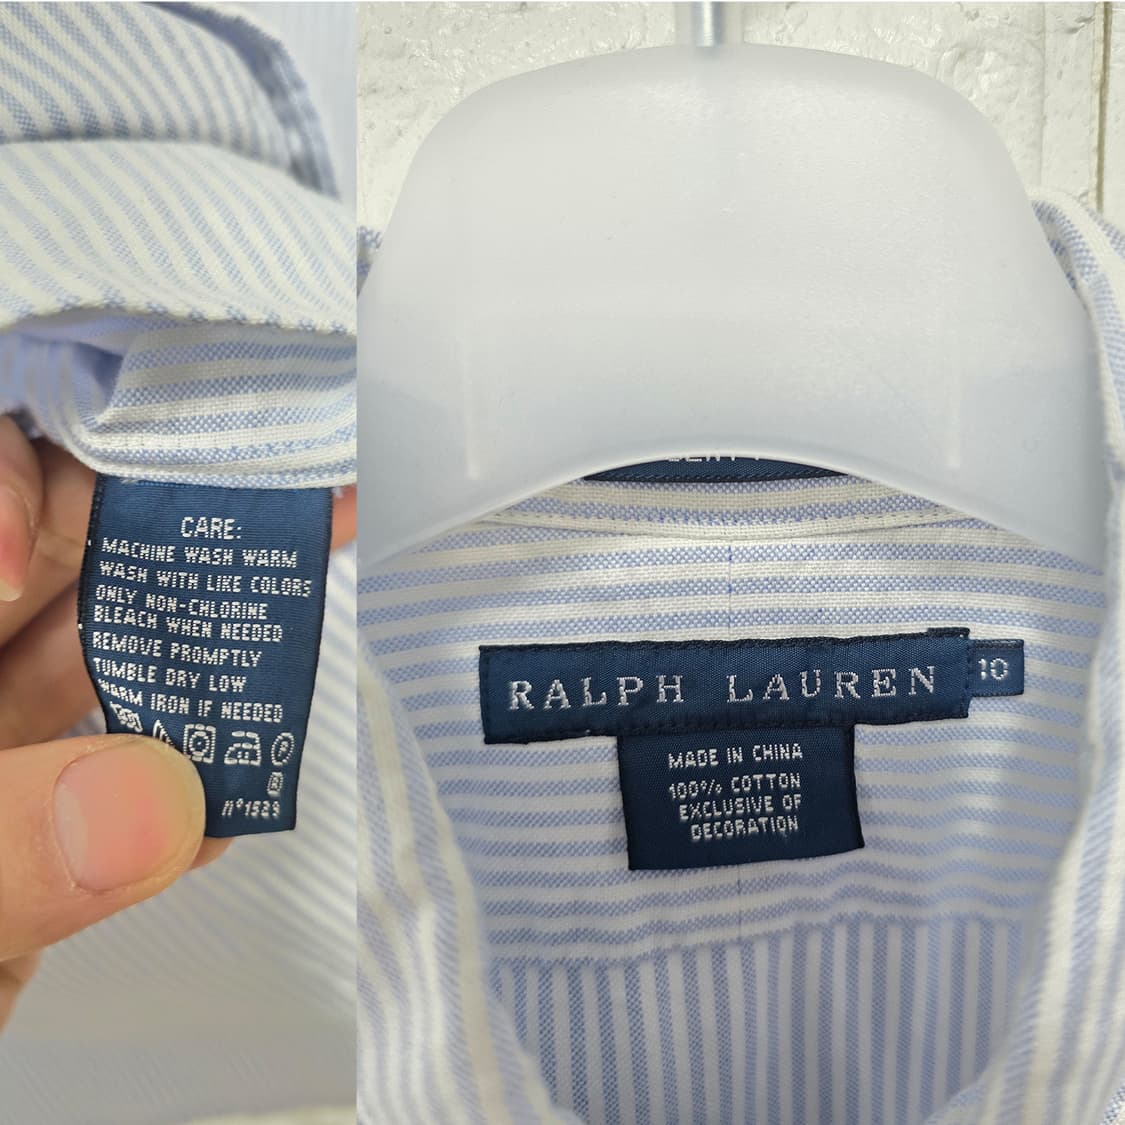 CARE:
MACHINE WASH WARM
WASH WITH LIKE COLORS
ONLY NON-CHLORINE
BLEACH WHEN NEEDED
REMOVE PROMPTLY
TUMBLE DRY LOW
WARM IRON IF NEEDED
P
R
n°1529
RALPH LAUREN 10
MADE IN CHINA
100% COTTON
EXCLUSIVE OF
DECORATION